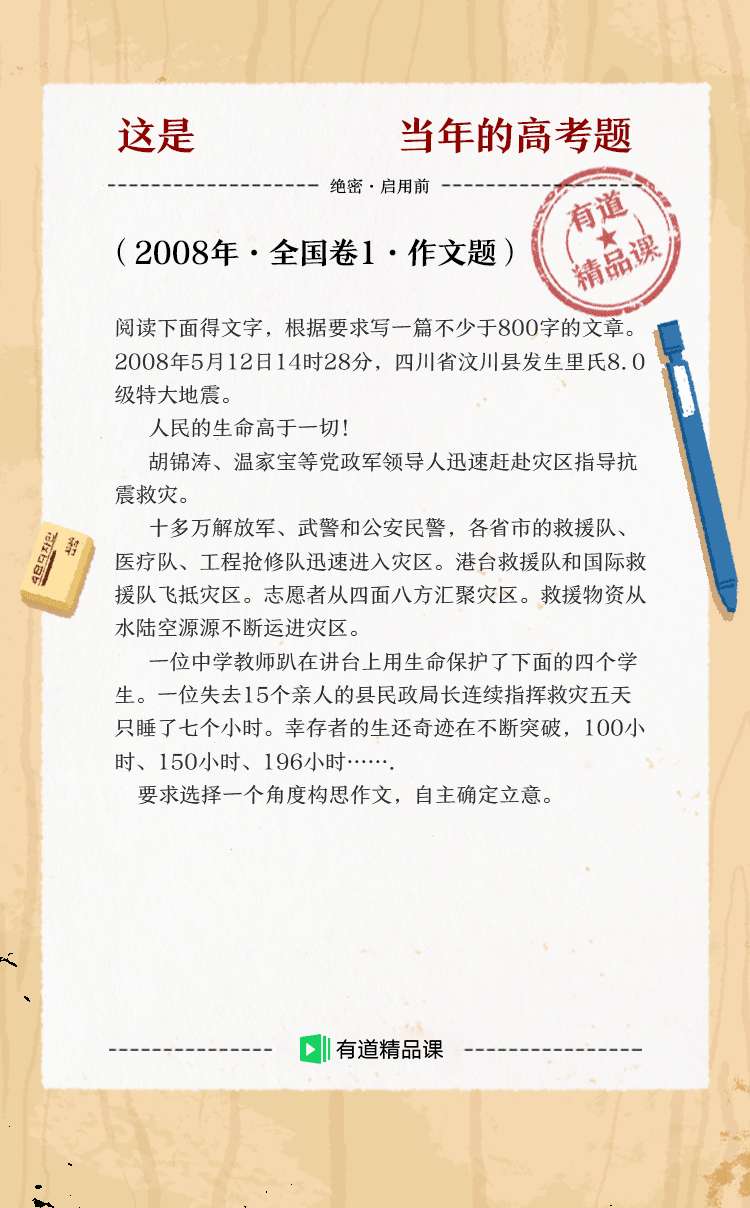 这是 当年的高考题
绝密·启用前
有道
精品课
(2008年·全国卷1·作文题)
阅读下面得文字，根据要求写一篇不少于800字的文章。
2008年5月12日14时28分，四川省汶川县发生里氏8.0
级特大地震。
人民的生命高于一切!
胡锦涛、温家宝等党政军领导人迅速赶赴灾区指导抗
震救灾。
十多万解放军、武警和公安民警，各省市的救援队、
医疗队、工程抢修队迅速进入灾区。港台救援队和国际救
援队飞抵灾区。志愿者从四面八方汇聚灾区。救援物资从
水陆空源源不断运进灾区。
一位中学教师趴在讲台上用生命保护了下面的四个学
生。一位失去15个亲人的县民政局长连续指挥救灾五天
只睡了七个小时。幸存者的生还奇迹在不断突破，100小
时、150小时、196小时…….
要求选择一个角度构思作文，自主确定立意。
有道精品课